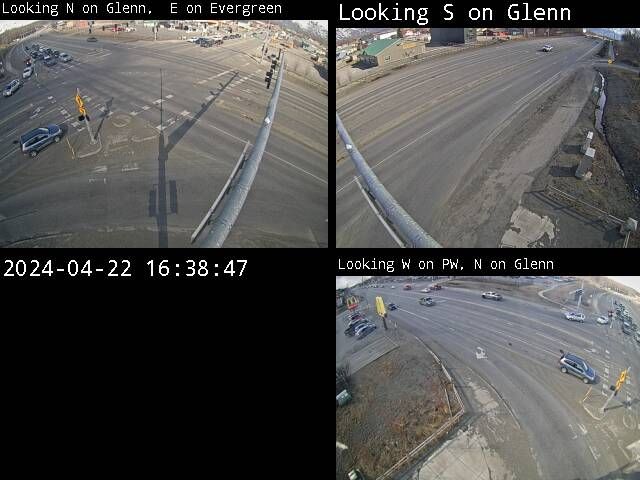 Looking N on Glenn,  E on Evergreen
Looking S on Glenn
2024-04-22 16:38:47
Looking W on PW, N on Glenn